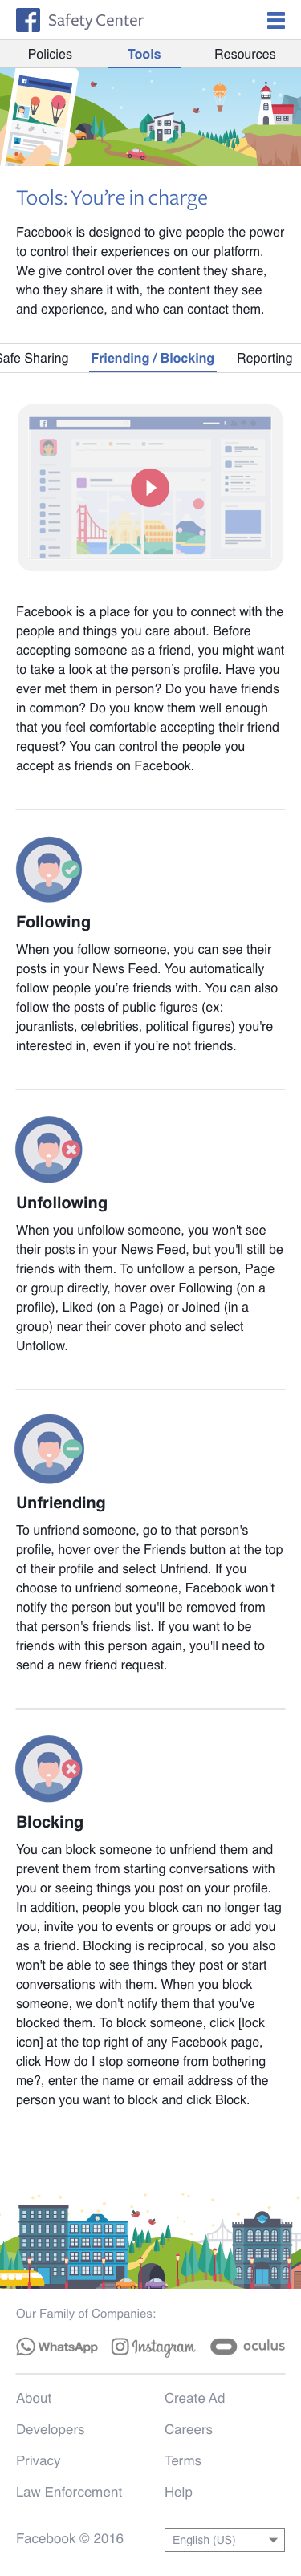 Safety Center
Policies
Tools
Resources
Tools: You're in charge
Facebook is designed to give people the power
to control their experiences on our platform.
We give control over the content they share,
who they share it with, the content they see
and experience, and who can contact them.
Safe Sharing
Friending / Blocking
Reporting
Facebook is a place for you to connect with the
people and things you care about. Before
accepting someone as a friend, you might want
to take a look at the person's profile. Have you
ever met them in person? Do you have friends
in common? Do you know them well enough
that you feel comfortable accepting their friend
request? You can control the people you
accept as friends on Facebook.
Following
When you follow someone, you can see their
posts in your News Feed. You automatically
follow people you're friends with. You can also
follow the posts of public figures (ex:
jouranlists, celebrities, political figures) you're
interested in, even if you're not friends.
Unfollowing
When you unfollow someone, you won't see
their posts in your News Feed, but you'll still be
friends with them. To unfollow a person, Page
or group directly, hover over Following (on a
profile), Liked (on a Page) or Joined (in a
group) near their cover photo and select
Unfollow.
Unfriending
To unfriend someone, go to that person's
profile, hover over the Friends button at the top
of their profile and select Unfriend. If you
choose to unfriend someone, Facebook won't
notify the person but you'll be removed from
that person's friends list. If you want to be
friends with this person again, you'll need to
send a new friend request.
Blocking
You can block someone to unfriend them and
prevent them from starting conversations with
you or seeing things you post on your profile.
In addition, people you block can no longer tag
you, invite you to events or groups or add you
as a friend. Blocking is reciprocal, so you also
won't be able to see things they post or start
conversations with them. When you block
someone, we don't notify them that you've
blocked them. To block someone, click [lock
icon] at the top right of any Facebook page,
click How do I stop someone from bothering
me?, enter the name or email address of the
person you want to block and click Block.
Our Family of Companies:
WhatsApp
Instagram
oculus
About
Create Ad
Developers
Careers
Privacy
Terms
Law Enforcement
Help
Facebook © 2016
English (US)